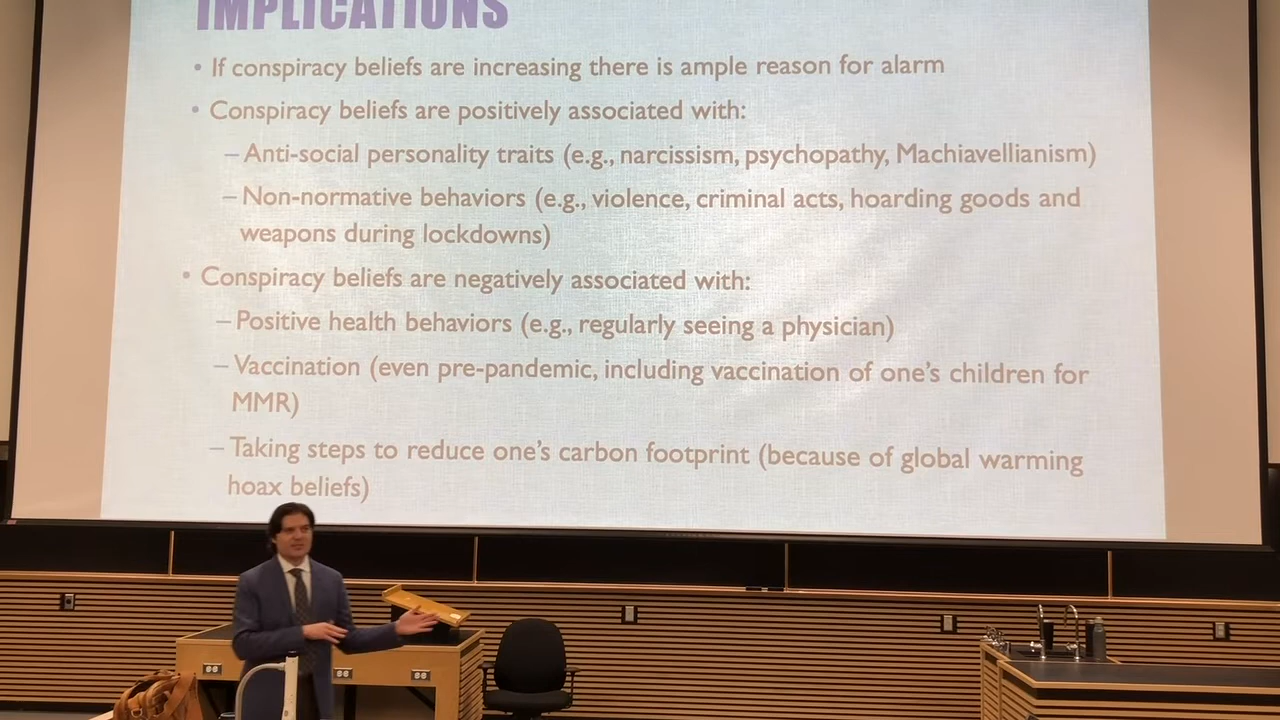 IMPLICATIONS
• If conspiracy beliefs are increasing there is ample reason for alarm
• Conspiracy beliefs are positively associated with:
– Anti-social personality traits (e.g., narcissism, psychopathy, Machiavellianism)
– Non-normative behaviors (e.g., violence, criminal acts, hoarding goods and
weapons during lockdowns)
• Conspiracy beliefs are negatively associated with:
– Positive health behaviors (e.g., regularly seeing a physician)
– Vaccination (even pre-pandemic, including vaccination of one's children for
MMR)
– Taking steps to reduce one's carbon footprint (because of global warming
hoax beliefs)